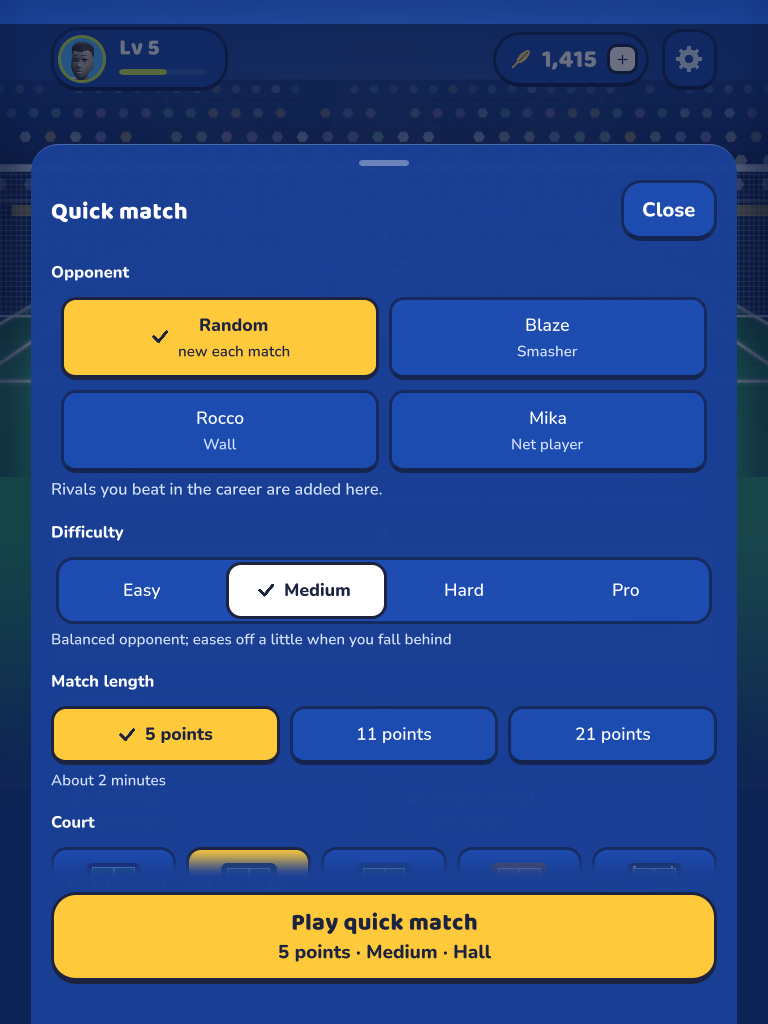 Lv 5
1,415
+
Quick match
Close
Opponent
Random
new each match
Blaze
Smasher
Rocco
Wall
Mika
Net player
Rivals you beat in the career are added here.
Difficulty
Easy
Medium
Hard
Pro
Balanced opponent; eases off a little when you fall behind
Match length
5 points
11 points
21 points
About 2 minutes
Court
Play quick match
5 points · Medium · Hall